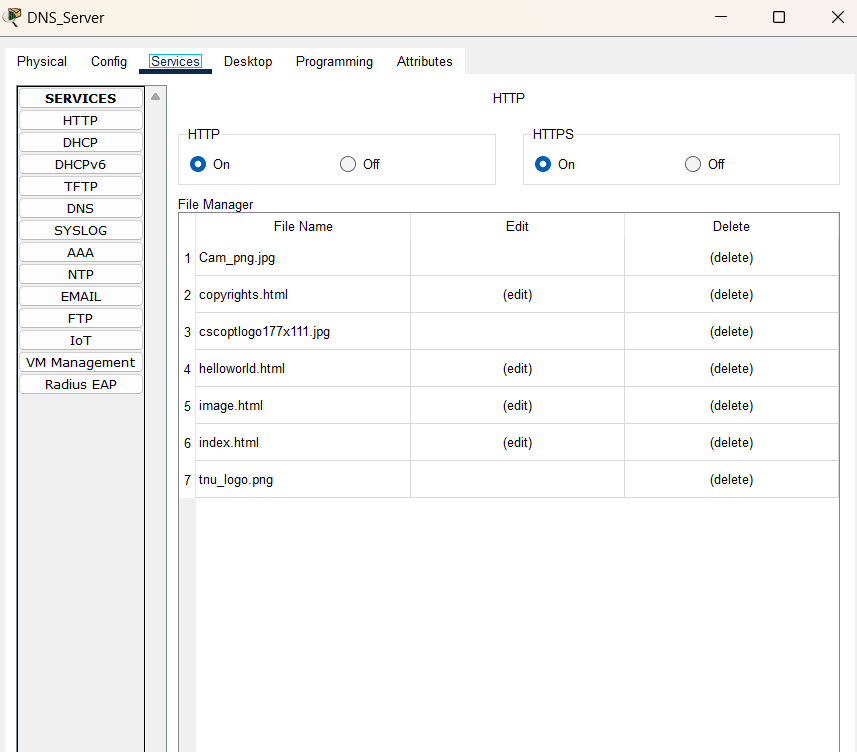 DNS_Server
Physical Config Services Desktop Programming Attributes
SERVICES
HTTP
DHCP
DHCPv6
TFTP
DNS
SYSLOG
AAA
NTP
EMAIL
FTP
IoT
VM Management
Radius EAP
HTTP
HTTP
On Off
HTTPS
On Off
File Manager
File Name Edit Delete
1 Cam_png.jpg (delete)
2 copyrights.html (edit) (delete)
3 cscoptlogo177x111.jpg (delete)
4 helloworld.html (edit) (delete)
5 image.html (edit) (delete)
6 index.html (edit) (delete)
7 tnu_logo.png (delete)